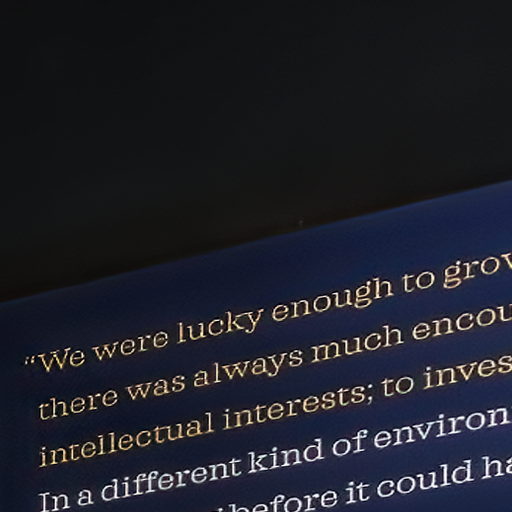 “We were lucky enough to grow
there was always much encou
intellectual interests; to inves
In a different kind of environ
before it could ha